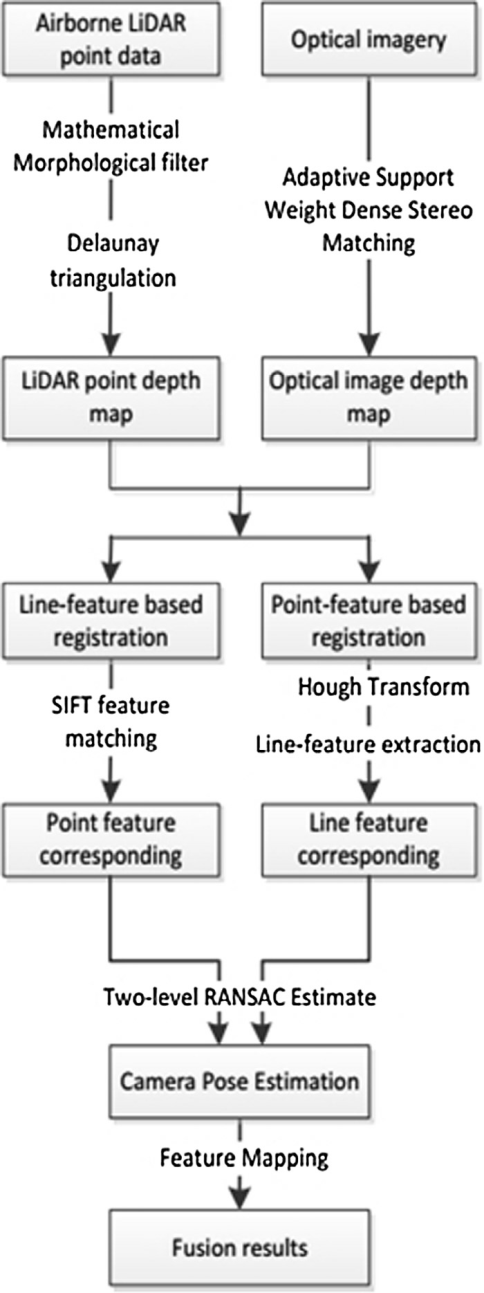 Airborne LiDAR
point data
Optical imagery
Mathematical
Morphological filter
Adaptive Support
Weight Dense Stereo
Matching
Delaunay
triangulation
LiDAR point depth
map
Optical image depth
map
Line-feature based
registration
Point-feature based
registration
SIFT feature
matching
Hough Transform
Line-feature extraction
Point feature
corresponding
Line feature
corresponding
Two-level RANSAC Estimate
Camera Pose Estimation
Feature Mapping
Fusion results